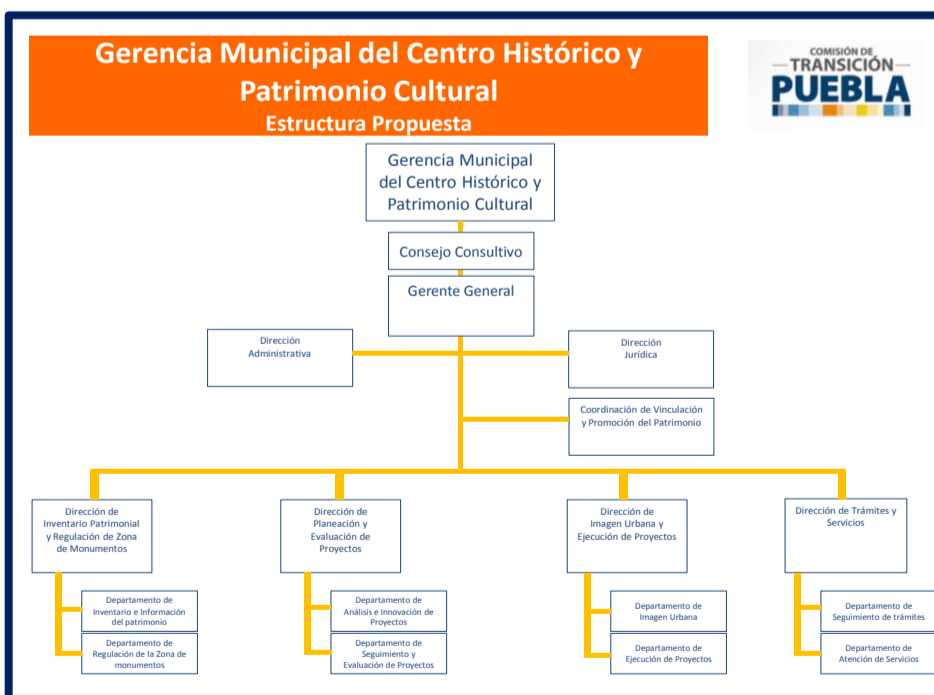 Gerencia Municipal del Centro Histórico y
Patrimonio Cultural
Estructura Propuesta
COMISIÓN DE
TRANSICIÓN
PUEBLA
Gerencia Municipal
del Centro Histórico y
Patrimonio Cultural
Consejo Consultivo
Gerente General
Dirección
Administrativa
Dirección
Jurídica
Coordinación de Vinculación
y Promoción del Patrimonio
Dirección de
Inventario Patrimonial
y Regulación de Zona
de Monumentos
Dirección de
Planeación y
Evaluación de
Proyectos
Dirección de
Imagen Urbana y
Ejecución de Proyectos
Dirección de Trámites y
Servicios
Departamento de
Inventario e Información
del patrimonio
Departamento de
Regulación de la Zona de
monumentos
Departamento de
Análisis e Innovación de
Proyectos
Departamento de
Seguimiento y
Evaluación de Proyectos
Departamento de
Imagen Urbana
Departamento de
Ejecución de Proyectos
Departamento de
Seguimiento de trámites
Departamento de
Atención de Servicios